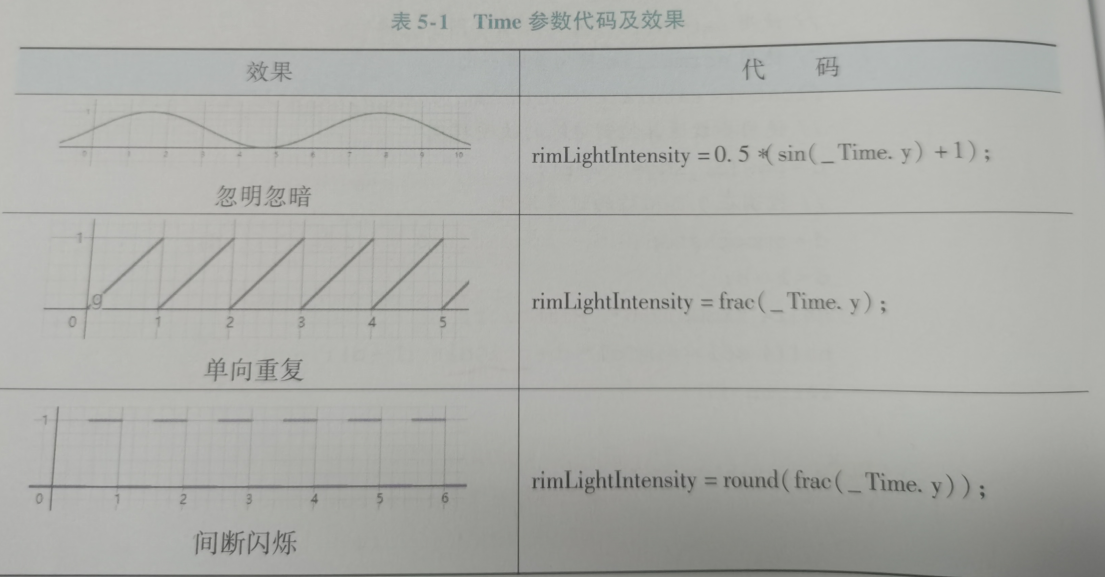 表 5-1 Time 参数代码及效果
效果 代 码
1
0 1 2 3 4 5 6 7 8 9 10
rimLightIntensity = 0. 5 *( sin( _Time. y) + 1) ;
忽明忽暗
1
g
0 1 2 3 4 5
rimLightIntensity = frac( _Time. y) ;
单向重复
1
0 1 2 3 4 5 6
rimLightIntensity = round( frac( _Time. y) ) ;
间断闪烁